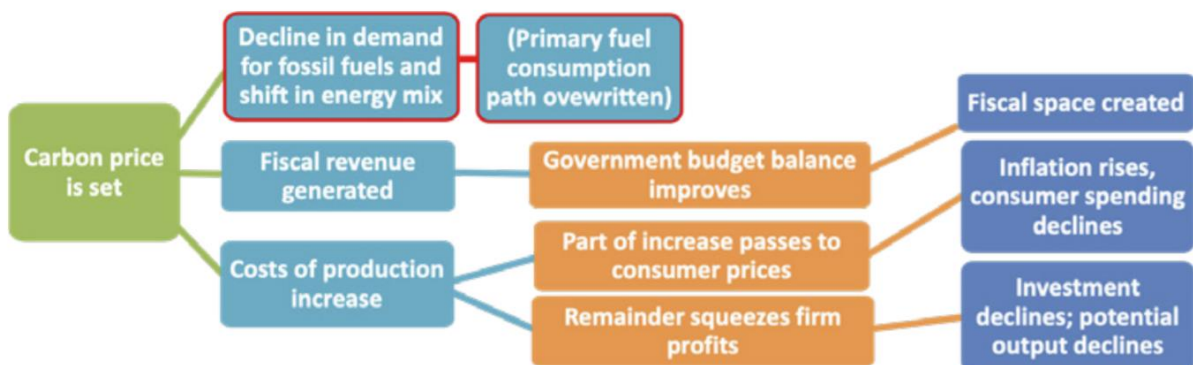 Decline in demand
for fossil fuels and
shift in energy mix
(Primary fuel
consumption
path ovewritten)
Carbon price
is set
Fiscal revenue
generated
Government budget balance
improves
Fiscal space created
Costs of production
increase
Part of increase passes to
consumer prices
Inflation rises,
consumer spending
declines
Remainder squeezes firm
profits
Investment
declines; potential
output declines